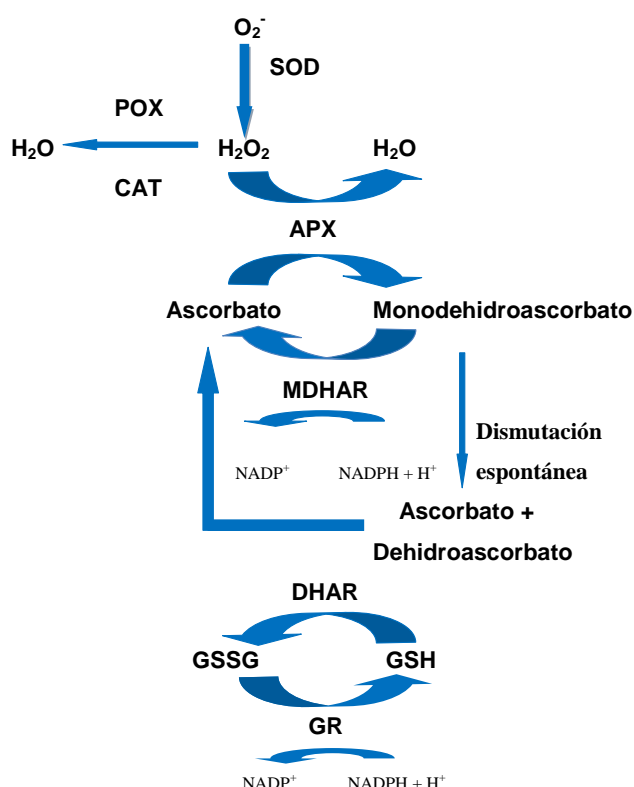 O₂⁻
SOD
POX
H₂O H₂O₂ H₂O
CAT
APX
Ascorbato Monodehidroascorbato
MDHAR
Dismutación
espontánea
NADP⁺ NADPH + H⁺
Ascorbato +
Dehidroascorbato
DHAR
GSSG GSH
GR
NADP⁺ NADPH + H⁺